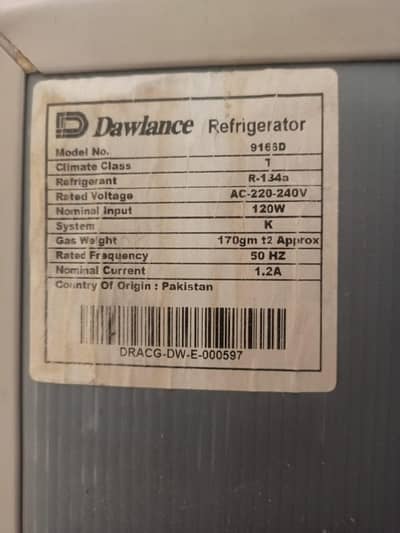 Dawlance Refrigerator
Model No. 9166D
Climate Class T
Refrigerant R-134a
Rated Voltage AC-220-240V
Nominal Input 120W
System K
Gas Weight 170gm ±2 Approx
Rated Frequency 50 HZ
Nominal Current 1.2A
Country Of Origin : Pakistan
DRACG-DW-E-000597